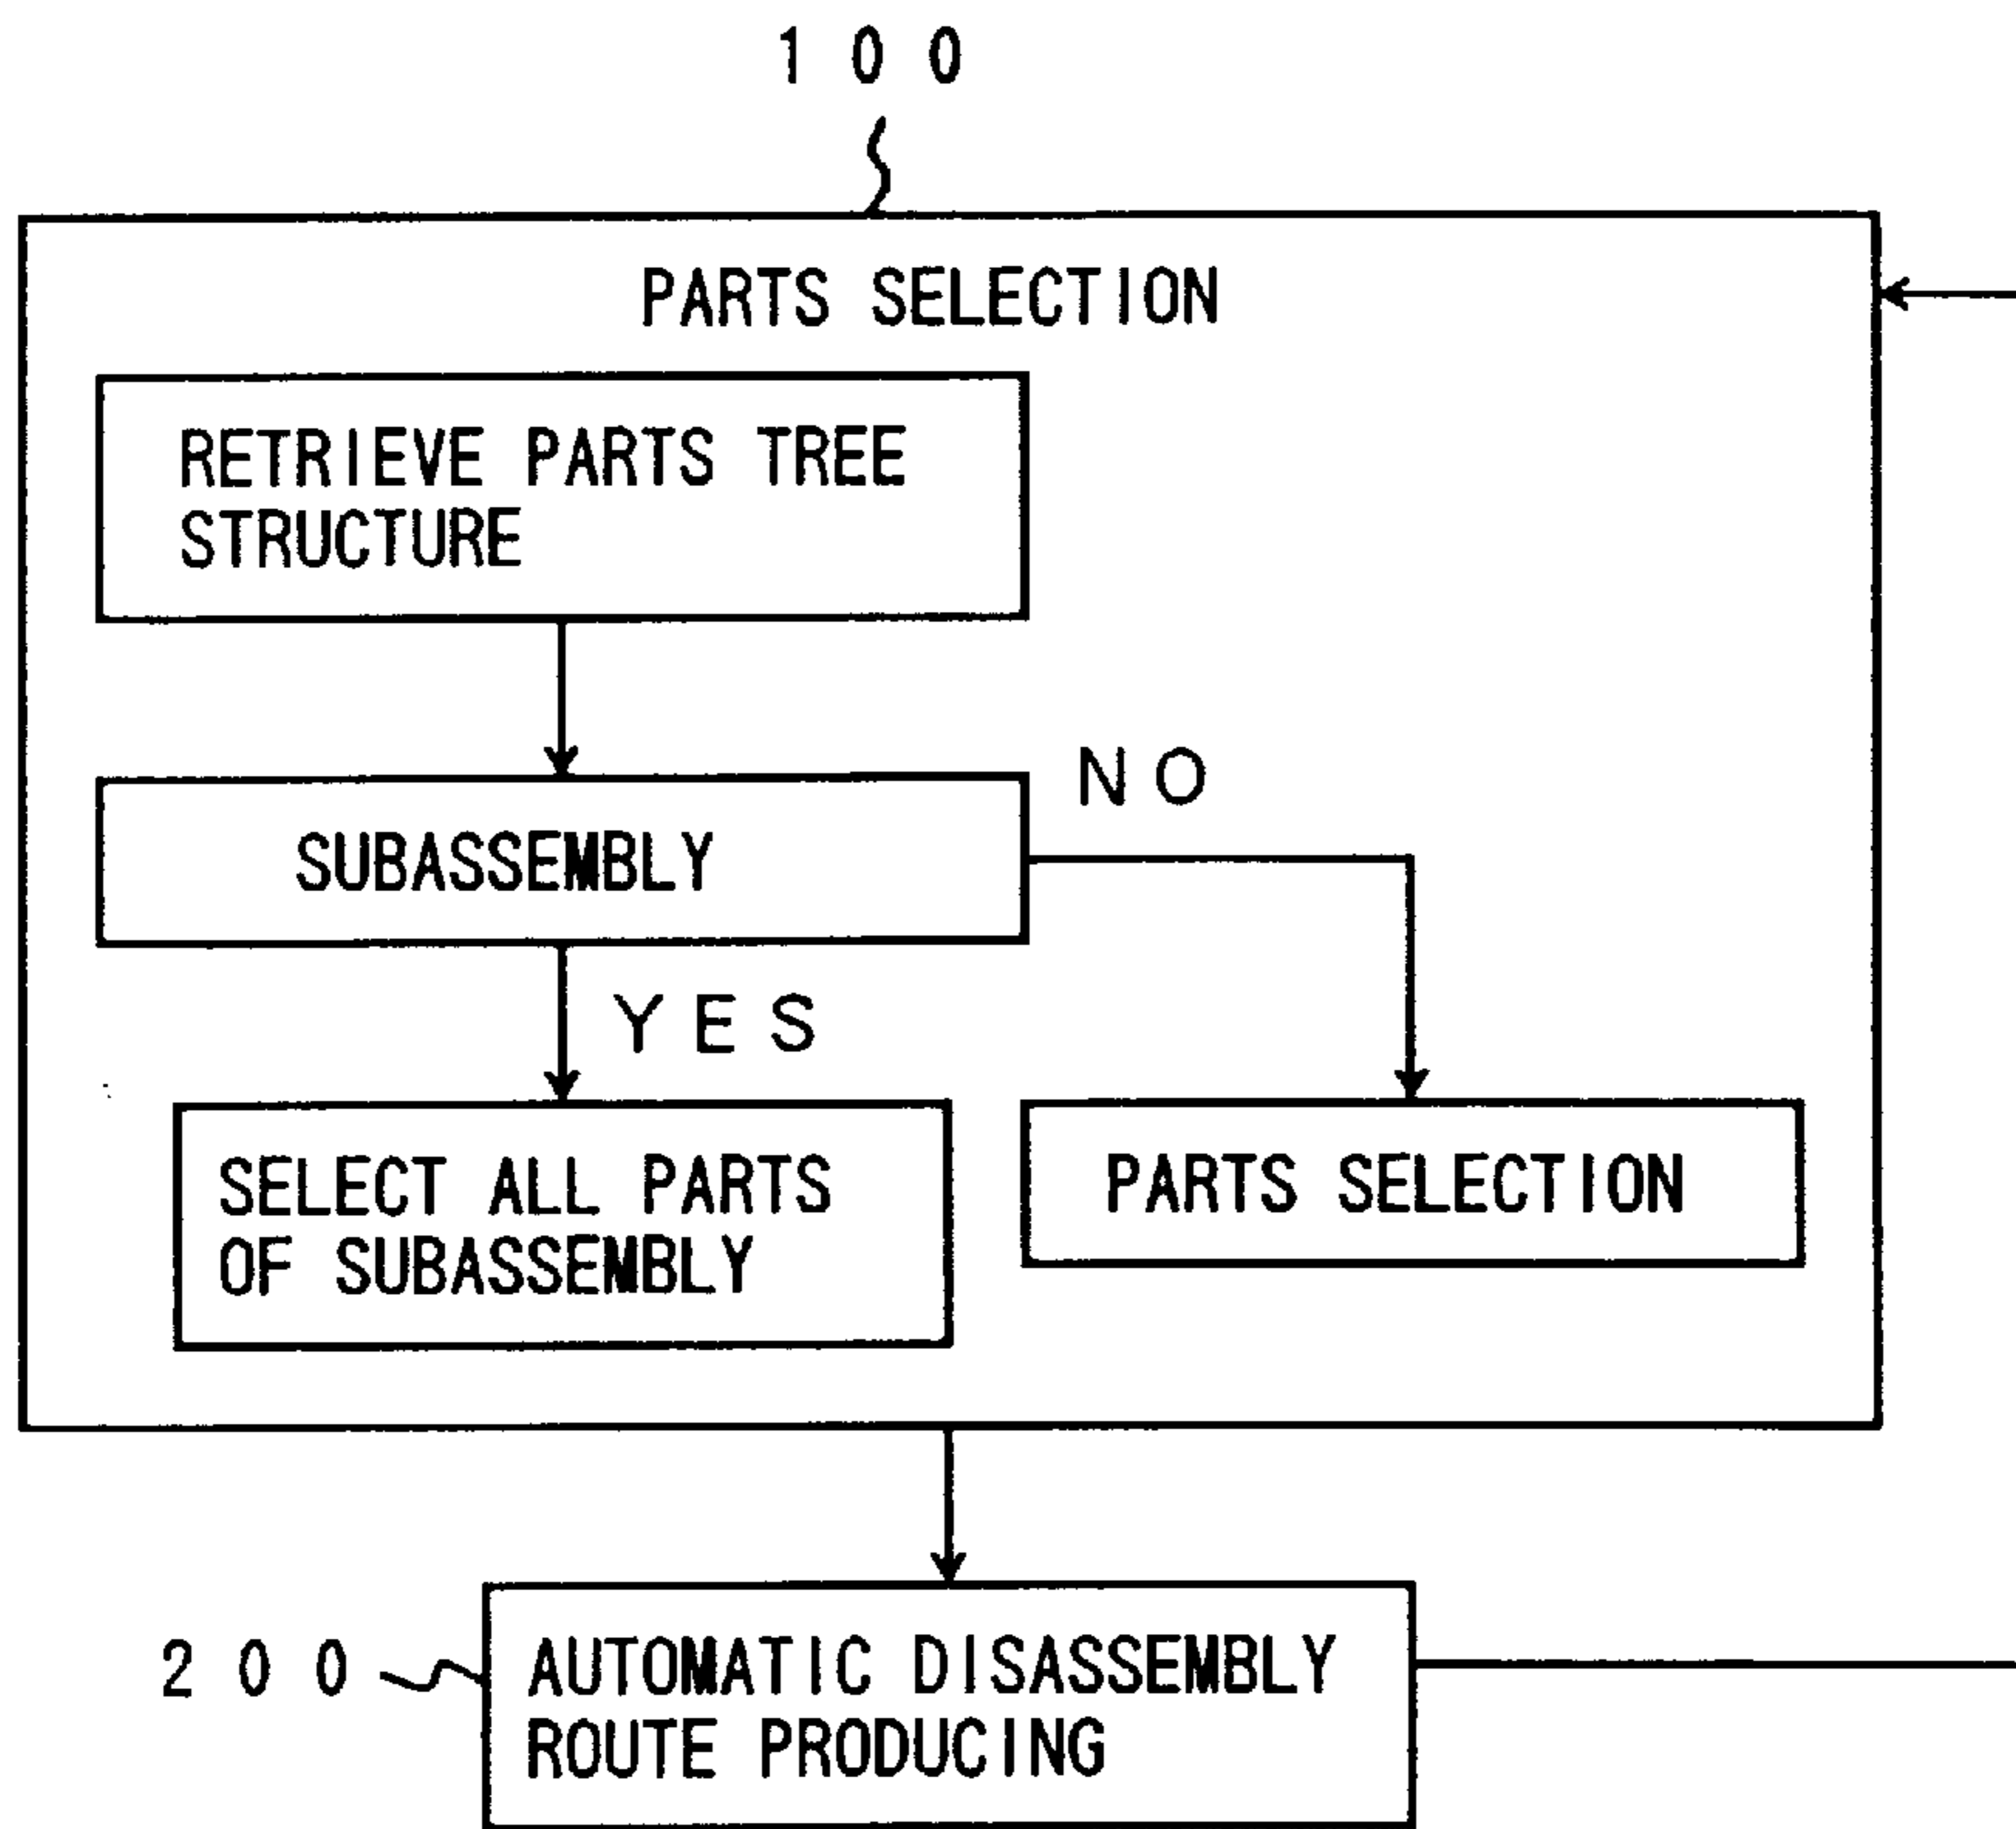 100
PARTS SELECTION
RETRIEVE PARTS TREE
STRUCTURE
SUBASSEMBLY
NO
YES
SELECT ALL PARTS
OF SUBASSEMBLY
PARTS SELECTION
200
AUTOMATIC DISASSEMBLY
ROUTE PRODUCING